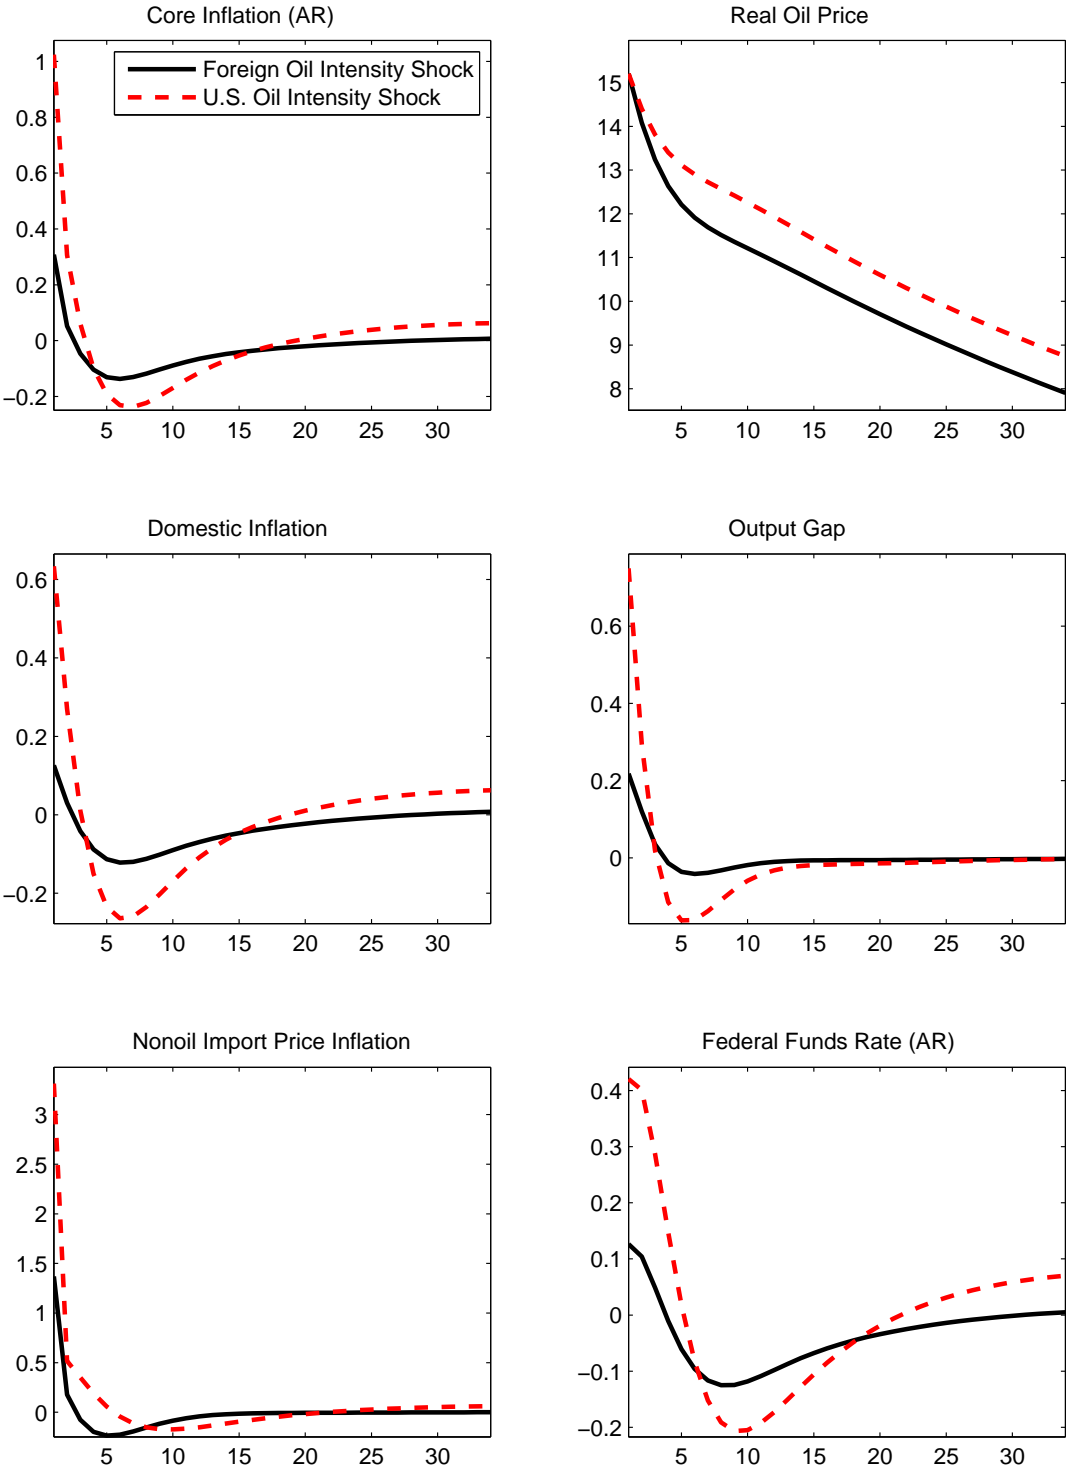 Core Inflation (AR)
1
0.8
0.6
0.4
0.2
0
−0.2
5 10 15 20 25 30
Foreign Oil Intensity Shock
U.S. Oil Intensity Shock
Real Oil Price
15
14
13
12
11
10
9
8
5 10 15 20 25 30
Domestic Inflation
0.6
0.4
0.2
0
−0.2
5 10 15 20 25 30
Output Gap
0.6
0.4
0.2
0
5 10 15 20 25 30
Nonoil Import Price Inflation
3
2.5
2
1.5
1
0.5
0
5 10 15 20 25 30
Federal Funds Rate (AR)
0.4
0.3
0.2
0.1
0
−0.1
−0.2
5 10 15 20 25 30